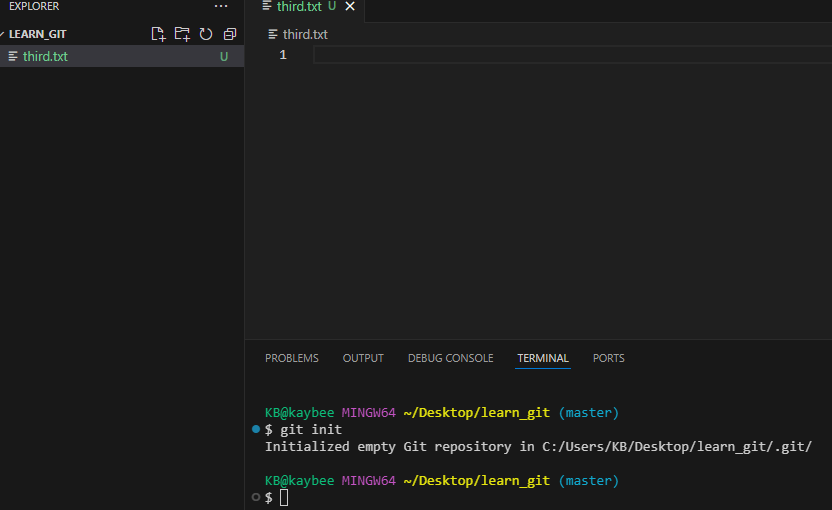 EXPLORER
...
third.txt U
LEARN_GIT
third.txt
third.txt U
1
PROBLEMS OUTPUT DEBUG CONSOLE TERMINAL PORTS
KB@kaybee MINGW64 ~/Desktop/learn_git (master)
$ git init
Initialized empty Git repository in C:/Users/KB/Desktop/learn_git/.git/
KB@kaybee MINGW64 ~/Desktop/learn_git (master)
$